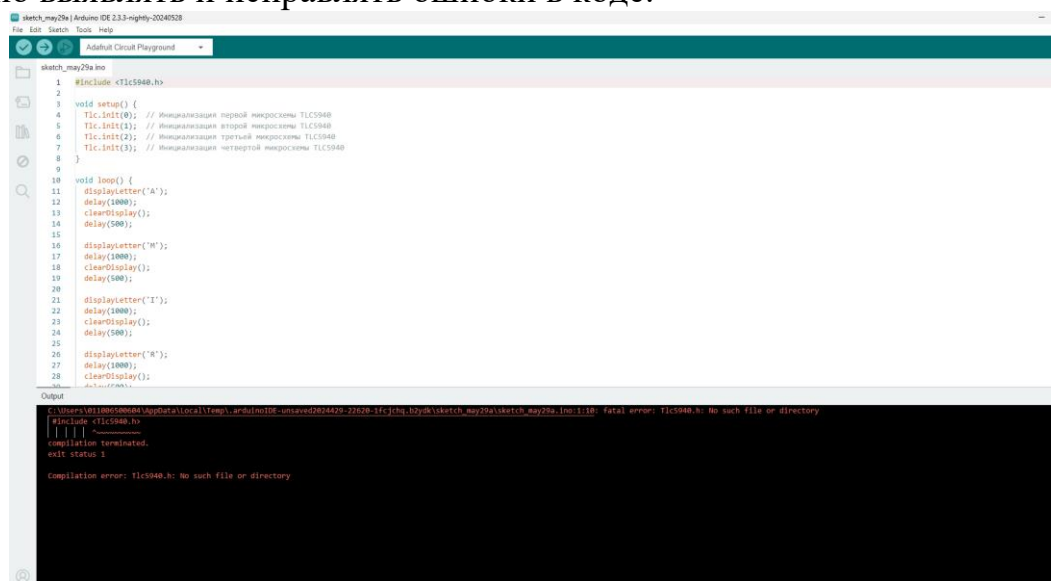 но выявлять и исправлять ошибки в коде.
sketch_may29a | Arduino IDE 2.3.3-nightly-20240528
File Edit Sketch Tools Help
Adafruit Circuit Playground
sketch_may29a.ino
1 #include <Tlc5940.h>
2
3 void setup() {
4 Tlc.init(0); // Инициализация первой микросхемы TLC5940
5 Tlc.init(1); // Инициализация второй микросхемы TLC5940
6 Tlc.init(2); // Инициализация третьей микросхемы TLC5940
7 Tlc.init(3); // Инициализация четвертой микросхемы TLC5940
8 }
9
10 void loop() {
11 displayLetter('A');
12 delay(1000);
13 clearDisplay();
14 delay(500);
15
16 displayLetter('M');
17 delay(1000);
18 clearDisplay();
19 delay(500);
20
21 displayLetter('I');
22 delay(1000);
23 clearDisplay();
24 delay(500);
25
26 displayLetter('R');
27 delay(1000);
28 clearDisplay();
Output
C:\Users\011006500604\AppData\Local\Temp\.arduinoIDE-unsaved2024429-22620-1fcjchq.b2ydk\sketch_may29a\sketch_may29a.ino:1:10: fatal error: Tlc5940.h: No such file or directory
#include <Tlc5940.h>
^~~~~~~~~~~
compilation terminated.
exit status 1
Compilation error: Tlc5940.h: No such file or directory